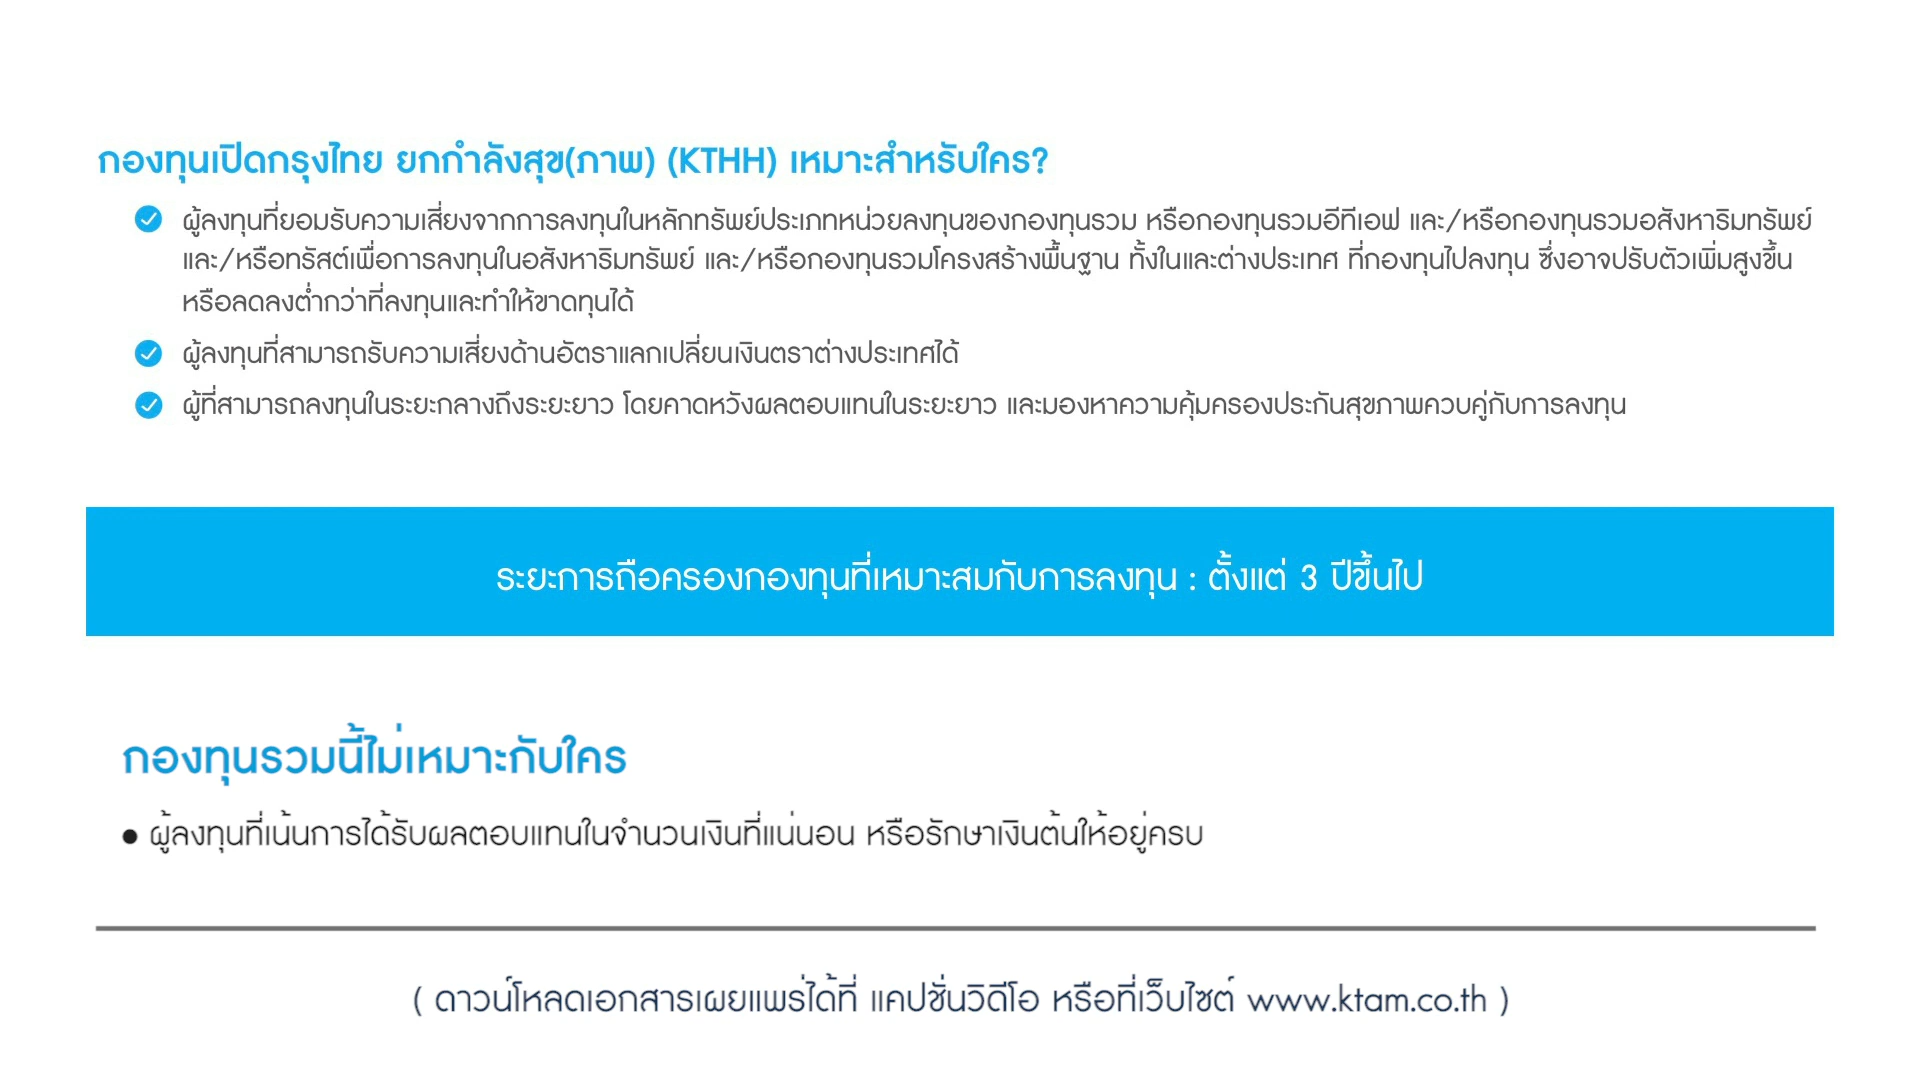 กองทุนเปิดกรุงไทย ยกกำลังสุข(ภาพ) (KTHH) เหมาะสำหรับใคร?
ผู้ลงทุนที่ยอมรับความเสี่ยงจากการลงทุนในหลักทรัพย์ประเภทหน่วยลงทุนของกองทุนรวม หรือกองทุนรวมอีทีเอฟ และ/หรือกองทุนรวมอสังหาริมทรัพย์
และ/หรือทรัสต์เพื่อการลงทุนในอสังหาริมทรัพย์ และ/หรือกองทุนรวมโครงสร้างพื้นฐาน ทั้งในและต่างประเทศ ที่กองทุนไปลงทุน ซึ่งอาจปรับตัวเพิ่มสูงขึ้น
หรือลดลงต่ำกว่าที่ลงทุนและทำให้ขาดทุนได้
ผู้ลงทุนที่สามารถรับความเสี่ยงด้านอัตราแลกเปลี่ยนเงินตราต่างประเทศได้
ผู้ที่สามารถลงทุนในระยะกลางถึงระยะยาว โดยคาดหวังผลตอบแทนในระยะยาว และมองหาความคุ้มครองประกันสุขภาพควบคู่กับการลงทุน
ระยะการถือครองกองทุนที่เหมาะสมกับการลงทุน : ตั้งแต่ 3 ปีขึ้นไป
กองทุนรวมนี้ไม่เหมาะกับใคร
● ผู้ลงทุนที่เน้นการได้รับผลตอบแทนในจำนวนเงินที่แน่นอน หรือรักษาเงินต้นให้อยู่ครบ
( ดาวน์โหลดเอกสารเผยแพร่ได้ที่ แคปชั่นวิดีโอ หรือที่เว็บไซต์ www.ktam.co.th )